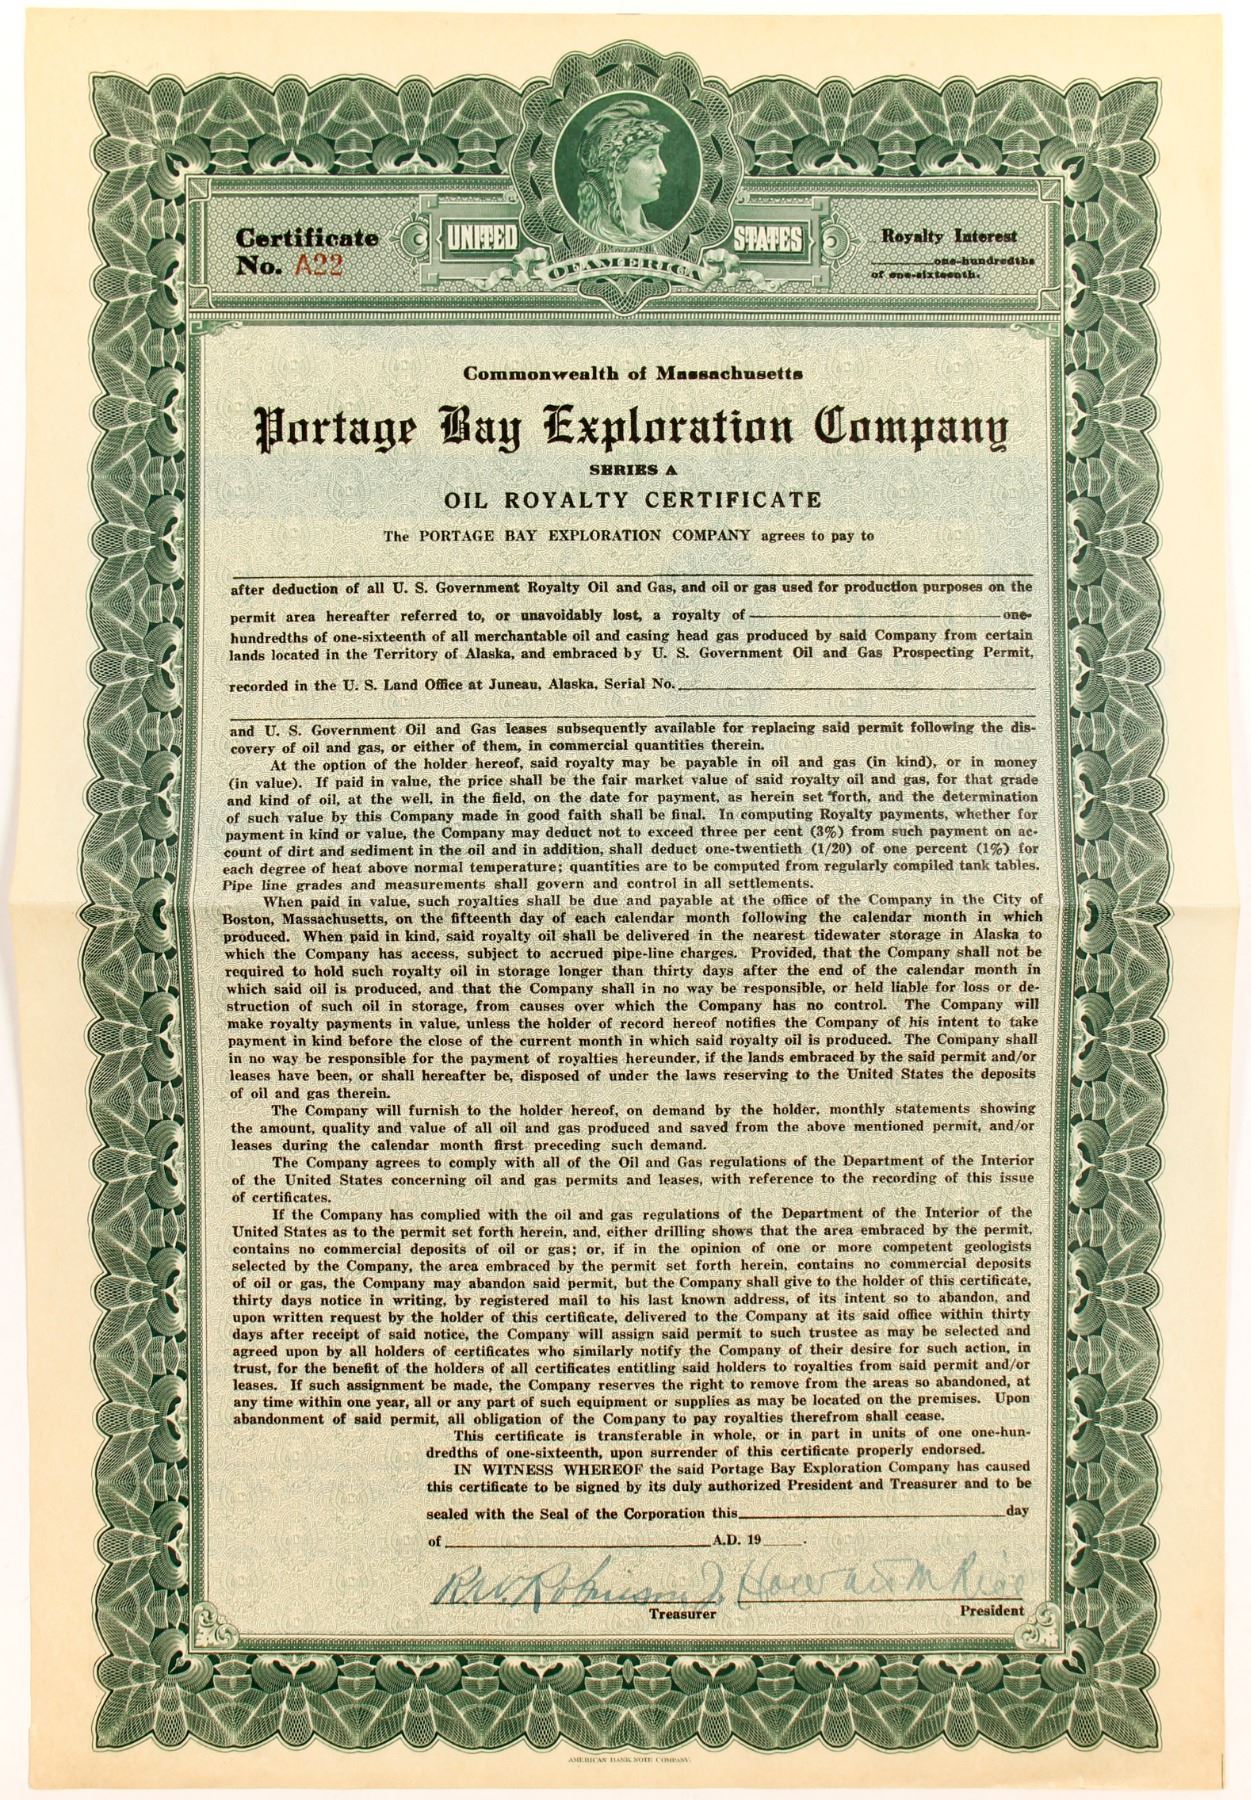 Certificate
No. A22
UNITED
STATES
OF AMERICA
Royalty Interest
one-hundredths
of one-sixteenth.
Commonwealth of Massachusetts
Portage Bay Exploration Company
SERIES A
OIL ROYALTY CERTIFICATE
The PORTAGE BAY EXPLORATION COMPANY agrees to pay to
after deduction of all U. S. Government Royalty Oil and Gas, and oil or gas used for production purposes on the
permit area hereafter referred to, or unavoidably lost, a royalty of one-
hundredths of one-sixteenth of all merchantable oil and casing head gas produced by said Company from certain
lands located in the Territory of Alaska, and embraced by U. S. Government Oil and Gas Prospecting Permit,
recorded in the U. S. Land Office at Juneau, Alaska, Serial No.
and U. S. Government Oil and Gas leases subsequently available for replacing said permit following the dis-
covery of oil and gas, or either of them, in commercial quantities therein.
At the option of the holder hereof, said royalty may be payable in oil and gas (in kind), or in money
(in value). If paid in value, the price shall be the fair market value of said royalty oil and gas, for that grade
and kind of oil, at the well, in the field, on the date for payment, as herein set forth, and the determination
of such value by this Company made in good faith shall be final. In computing Royalty payments, whether for
payment in kind or value, the Company may deduct not to exceed three per cent (3%) from such payment on ac-
count of dirt and sediment in the oil and in addition, shall deduct one-twentieth (1/20) of one percent (1%) for
each degree of heat above normal temperature; quantities are to be computed from regularly compiled tank tables.
Pipe line grades and measurements shall govern and control in all settlements.
When paid in value, such royalties shall be due and payable at the office of the Company in the City of
Boston, Massachusetts, on the fifteenth day of each calendar month following the calendar month in which
produced. When paid in kind, said royalty oil shall be delivered in the nearest tidewater storage in Alaska to
which the Company has access, subject to accrued pipe-line charges. Provided, that the Company shall not be
required to hold such royalty oil in storage longer than thirty days after the end of the calendar month in
which said oil is produced, and that the Company shall in no way be responsible, or held liable for loss or de-
struction of such oil in storage, from causes over which the Company has no control. The Company will
make royalty payments in value, unless the holder of record hereof notifies the Company of his intent to take
payment in kind before the close of the current month in which said royalty oil is produced. The Company shall
in no way be responsible for the payment of royalties hereunder, if the lands embraced by the said permit and/or
leases have been, or shall hereafter be, disposed of under the laws reserving to the United States the deposits
of oil and gas therein.
The Company will furnish to the holder hereof, on demand by the holder, monthly statements showing
the amount, quality and value of all oil and gas produced and saved from the above mentioned permit, and/or
leases during the calendar month first preceding such demand.
The Company agrees to comply with all of the Oil and Gas regulations of the Department of the Interior
of the United States concerning oil and gas permits and leases, with reference to the recording of this issue
of certificates.
If the Company has complied with the oil and gas regulations of the Department of the Interior of the
United States as to the permit set forth herein, and, either drilling shows that the area embraced by the permit,
contains no commercial deposits of oil or gas; or, if in the opinion of one or more competent geologists
selected by the Company, the area embraced by the permit set forth herein, contains no commercial deposits
of oil or gas, the Company may abandon said permit, but the Company shall give to the holder of this certificate,
thirty days notice in writing, by registered mail to his last known address, of its intent so to abandon, and
upon written request by the holder of this certificate, delivered to the Company at its said office within thirty
days after receipt of said notice, the Company will assign said permit to such trustee as may be selected and
agreed upon by all holders of certificates who similarly notify the Company of their desire for such action, in
trust, for the benefit of the holders of all certificates entitling said holders to royalties from said permit and/or
leases. If such assignment be made, the Company reserves the right to remove from the areas so abandoned, at
any time within one year, all or any part of such equipment or supplies as may be located on the premises. Upon
abandonment of said permit, all obligation of the Company to pay royalties therefrom shall cease.
This certificate is transferable in whole, or in part in units of one one-hun-
dredths of one-sixteenth, upon surrender of this certificate properly endorsed.
IN WITNESS WHEREOF the said Portage Bay Exploration Company has caused
this certificate to be signed by its duly authorized President and Treasurer and to be
sealed with the Seal of the Corporation this day
of A.D. 19 .
R.W. Robinson Jr Howard M Rice
Treasurer
President
AMERICAN BANK NOTE COMPANY.